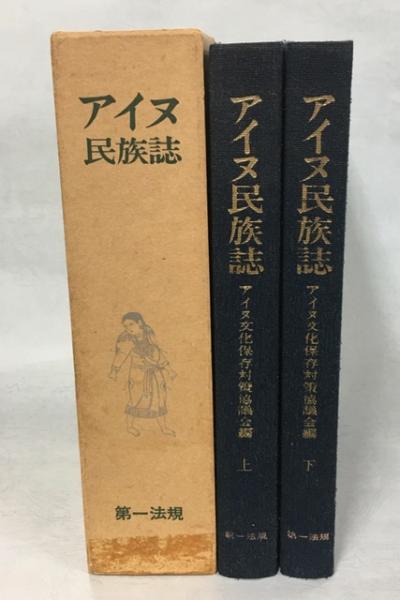 アイヌ
民族誌
第一法規
アイヌ民族誌
アイヌ文化保存対策協議会編
上
第一法規
アイヌ民族誌
アイヌ文化保存対策協議会編
下
第一法規